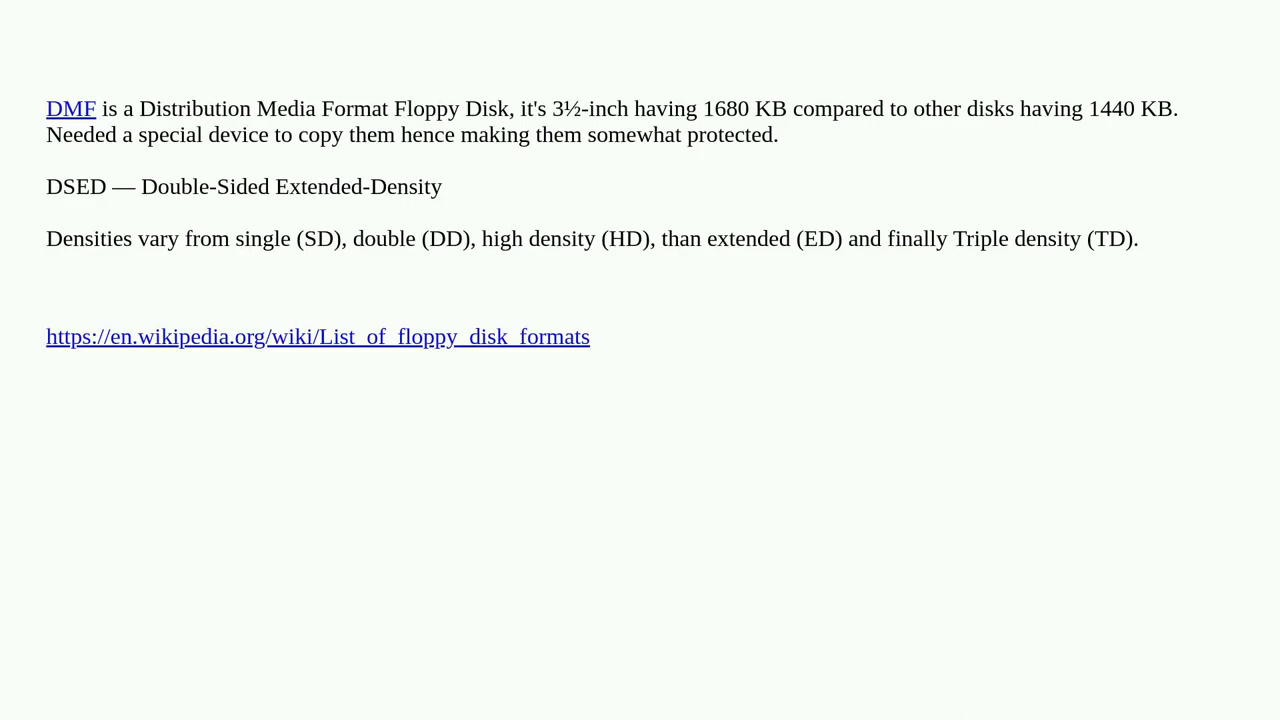 DMF is a Distribution Media Format Floppy Disk, it's 3½-inch having 1680 KB compared to other disks having 1440 KB.
Needed a special device to copy them hence making them somewhat protected.
DSED — Double-Sided Extended-Density
Densities vary from single (SD), double (DD), high density (HD), than extended (ED) and finally Triple density (TD).
https://en.wikipedia.org/wiki/List_of_floppy_disk_formats